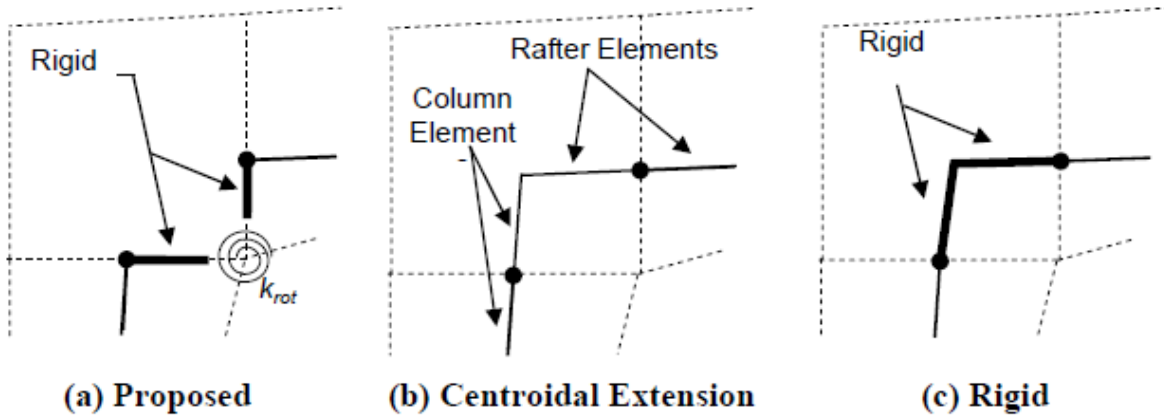 Rigid
k_rot
(a) Proposed
Rafter Elements
Column
Element
(b) Centroidal Extension
Rigid
(c) Rigid